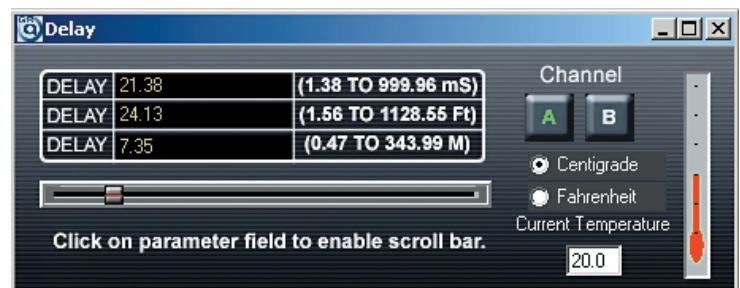 Delay
DELAY 21.38 (1.38 TO 999.96 mS)
DELAY 24.13 (1.56 TO 1128.55 Ft)
DELAY 7.35 (0.47 TO 343.99 M)
Channel
A B
Centigrade
Fahrenheit
Current Temperature
20.0
Click on parameter field to enable scroll bar.